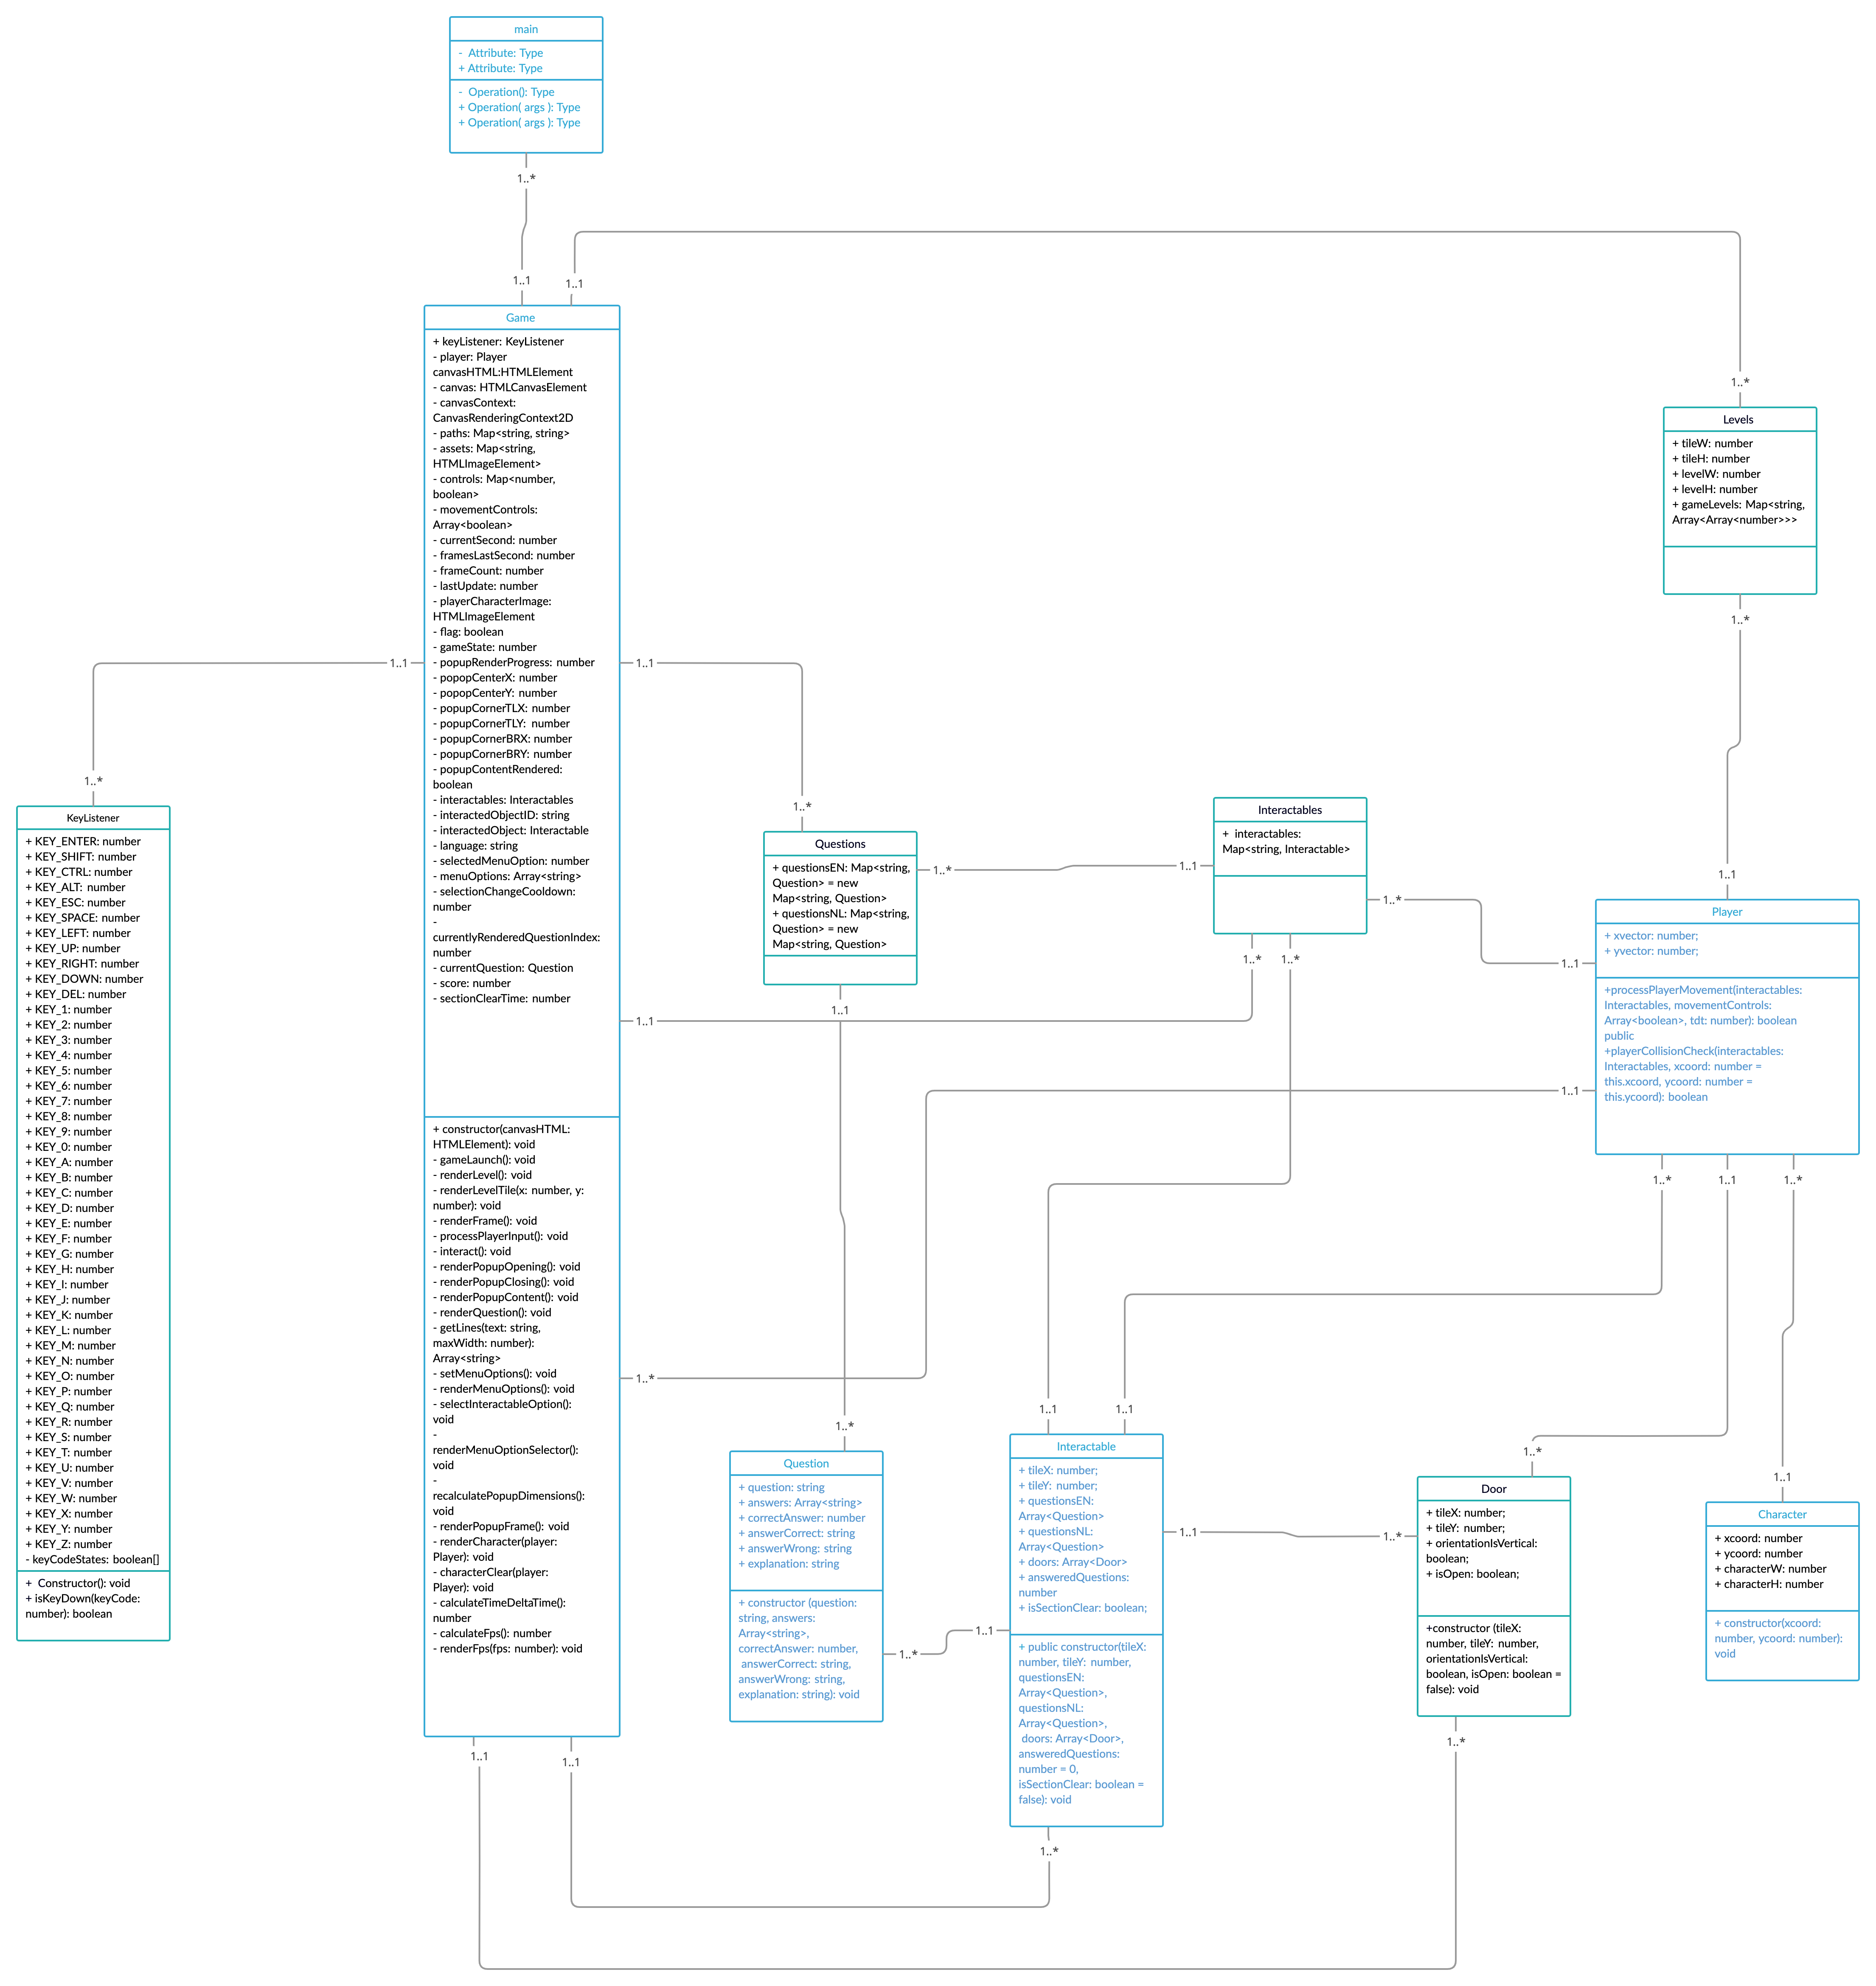 main
-  Attribute: Type
+ Attribute: Type
-  Operation(): Type
+ Operation( args ): Type
+ Operation( args ): Type
1..*
1..1
1..1
Game
+ keyListener: KeyListener
- player: Player
canvasHTML:HTMLElement
- canvas: HTMLCanvasElement
- canvasContext:
CanvasRenderingContext2D
- paths: Map<string, string>
- assets: Map<string,
HTMLImageElement>
- controls: Map<number,
boolean>
- movementControls:
Array<boolean>
- currentSecond: number
- framesLastSecond: number
- frameCount: number
- lastUpdate: number
- playerCharacterImage:
HTMLImageElement
- flag: boolean
- gameState: number
- popupRenderProgress: number
- popopCenterX: number
- popopCenterY: number
- popupCornerTLX: number
- popupCornerTLY:  number
- popupCornerBRX: number
- popupCornerBRY: number
- popupContentRendered:
boolean
- interactables: Interactables
- interactedObjectID: string
- interactedObject: Interactable
- language: string
- selectedMenuOption: number
- menuOptions: Array<string>
- selectionChangeCooldown:
number
-
currentlyRenderedQuestionIndex:
number
- currentQuestion: Question
- score: number
- sectionClearTime: number
+ constructor(canvasHTML:
HTMLElement): void
- gameLaunch(): void
- renderLevel(): void
- renderLevelTile(x: number, y:
number): void
- renderFrame(): void
- processPlayerInput(): void
- interact(): void
- renderPopupOpening(): void
- renderPopupClosing(): void
- renderPopupContent(): void
- renderQuestion(): void
- getLines(text: string,
maxWidth: number):
Array<string>
- setMenuOptions(): void
- renderMenuOptions(): void
- selectInteractableOption():
void
-
renderMenuOptionSelector():
void
-
recalculatePopupDimensions():
void
- renderPopupFrame(): void
- renderCharacter(player:
Player): void
- characterClear(player:
Player): void
- calculateTimeDeltaTime():
number
- calculateFps(): number
- renderFps(fps: number): void
1..1
1..*
KeyListener
+ KEY_ENTER: number
+ KEY_SHIFT: number
+ KEY_CTRL: number
+ KEY_ALT:  number
+ KEY_ESC: number
+ KEY_SPACE: number
+ KEY_LEFT: number
+ KEY_UP: number
+ KEY_RIGHT: number
+ KEY_DOWN: number
+ KEY_DEL: number
+ KEY_1: number
+ KEY_2: number
+ KEY_3: number
+ KEY_4: number
+ KEY_5: number
+ KEY_6: number
+ KEY_7: number
+ KEY_8: number
+ KEY_9: number
+ KEY_0: number
+ KEY_A: number
+ KEY_B: number
+ KEY_C: number
+ KEY_D: number
+ KEY_E: number
+ KEY_F: number
+ KEY_G: number
+ KEY_H: number
+ KEY_I: number
+ KEY_J: number
+ KEY_K: number
+ KEY_L: number
+ KEY_M: number
+ KEY_N: number
+ KEY_O: number
+ KEY_P: number
+ KEY_Q: number
+ KEY_R: number
+ KEY_S: number
+ KEY_T: number
+ KEY_U: number
+ KEY_V: number
+ KEY_W: number
+ KEY_X: number
+ KEY_Y: number
+ KEY_Z: number
- keyCodeStates: boolean[]
+  Constructor(): void
+ isKeyDown(keyCode:
number): boolean
1..1
1..*
Questions
+ questionsEN: Map<string,
Question> = new
Map<string, Question>
+ questionsNL: Map<string,
Question> = new
Map<string, Question>
1..*
1..1
1..1
Interactables
+  interactables:
Map<string, Interactable>
1..*
1..*
1..*
1..*
Levels
+ tileW: number
+ tileH: number
+ levelW: number
+ levelH: number
+ gameLevels: Map<string,
Array<Array<number>>>
1..*
1..1
Player
+ xvector: number;
+ yvector: number;
+processPlayerMovement(interactables:
Interactables, movementControls:
Array<boolean>, tdt: number): boolean
public
+playerCollisionCheck(interactables:
Interactables, xcoord: number =
this.xcoord, ycoord: number =
this.ycoord): boolean
1..1
1..1
1..*
1..1
1..*
1..1
1..*
1..*
Question
+ question: string
+ answers: Array<string>
+ correctAnswer: number
+ answerCorrect: string
+ answerWrong: string
+ explanation: string
+ constructor (question:
string, answers:
Array<string>,
correctAnswer: number,
answerCorrect: string,
answerWrong: string,
explanation: string): void
1..*
1..1
1..1
1..1
Interactable
+ tileX: number;
+ tileY: number;
+ questionsEN:
Array<Question>
+ questionsNL:
Array<Question>
+ doors: Array<Door>
+ answeredQuestions:
number
+ isSectionClear: boolean;
+ public constructor(tileX:
number, tileY: number,
questionsEN:
Array<Question>,
questionsNL:
Array<Question>,
doors: Array<Door>,
answeredQuestions:
number = 0,
isSectionClear: boolean =
false): void
1..1
1..*
1..*
Door
+ tileX: number;
+ tileY: number;
+ orientationIsVertical:
boolean;
+ isOpen: boolean;
+constructor (tileX:
number, tileY: number,
orientationIsVertical:
boolean, isOpen: boolean =
false): void
1..1
Character
+ xcoord: number
+ ycoord: number
+ characterW: number
+ characterH: number
+ constructor(xcoord:
number, ycoord: number):
void
1..1
1..1
1..*
1..*